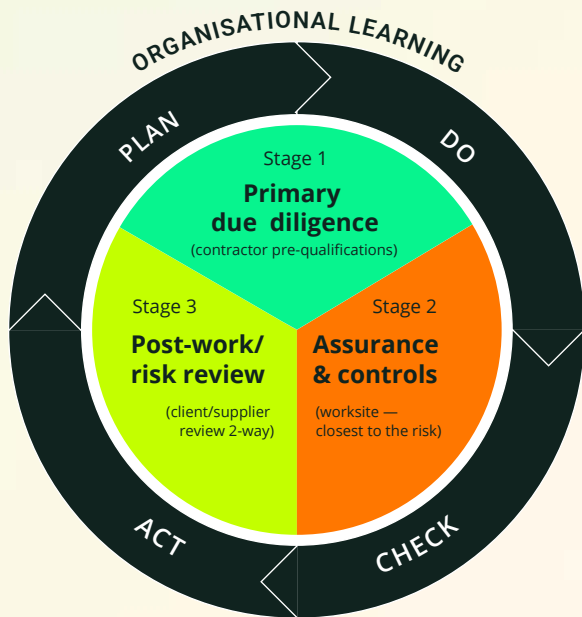 ORGANISATIONAL LEARNING
PLAN
DO
Stage 1
Primary
due diligence
(contractor pre-qualifications)
Stage 3
Post-work/
risk review
(client/supplier
review 2-way)
Stage 2
Assurance
& controls
(worksite —
closest to the risk)
ACT
CHECK